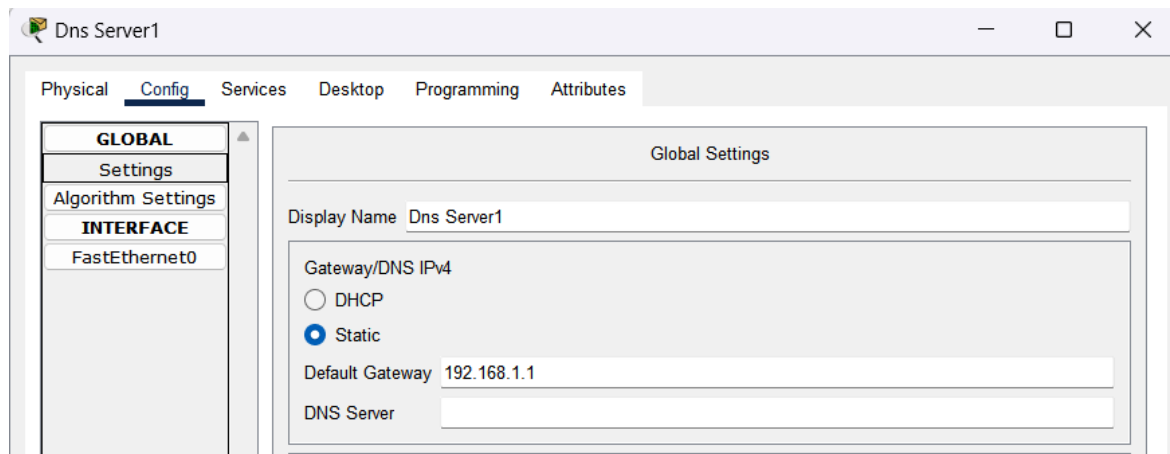 Dns Server1
Physical Config Services Desktop Programming Attributes
GLOBAL
Settings
Algorithm Settings
INTERFACE
FastEthernet0
Global Settings
Display Name Dns Server1
Gateway/DNS IPv4
DHCP
Static
Default Gateway 192.168.1.1
DNS Server